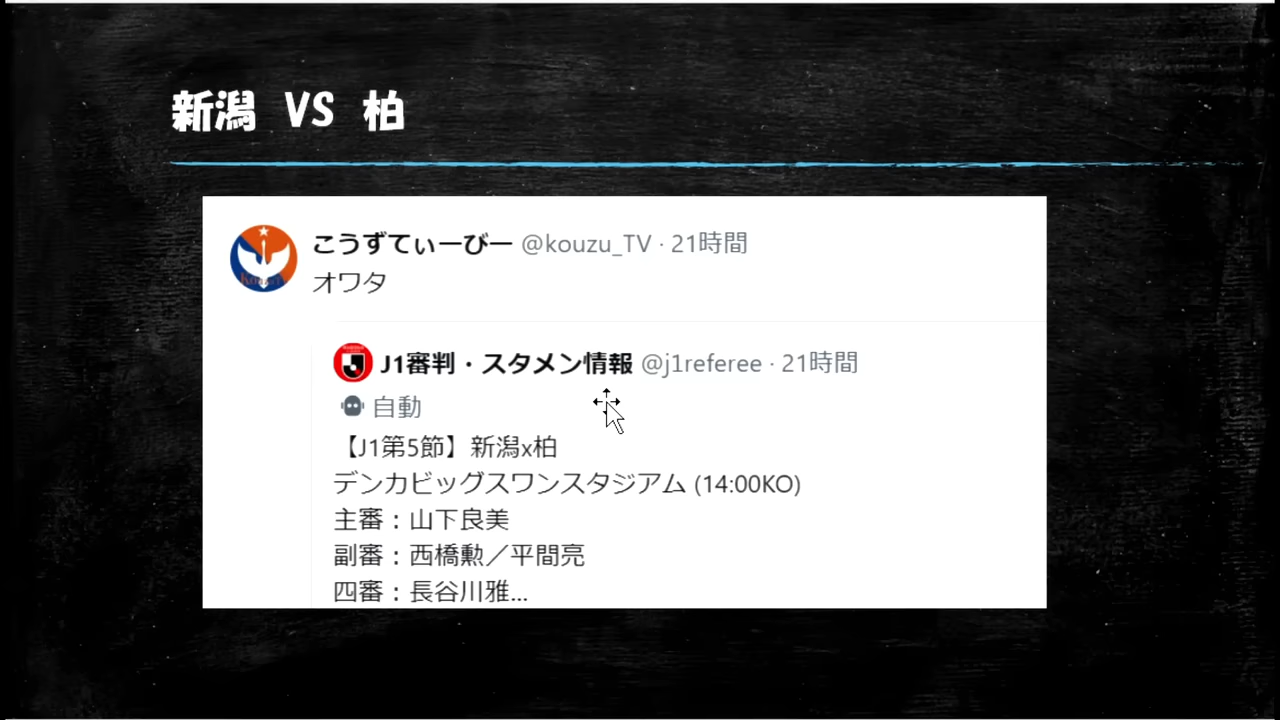 新潟 VS 柏
こうずてぃーびー @kouzu_TV · 21時間
オワタ
J1審判・スタメン情報 @j1referee · 21時間
自動
【J1第5節】新潟x柏
デンカビッグスワンスタジアム (14:00KO)
主審：山下良美
副審：西橋勲／平間亮
四審：長谷川雅...